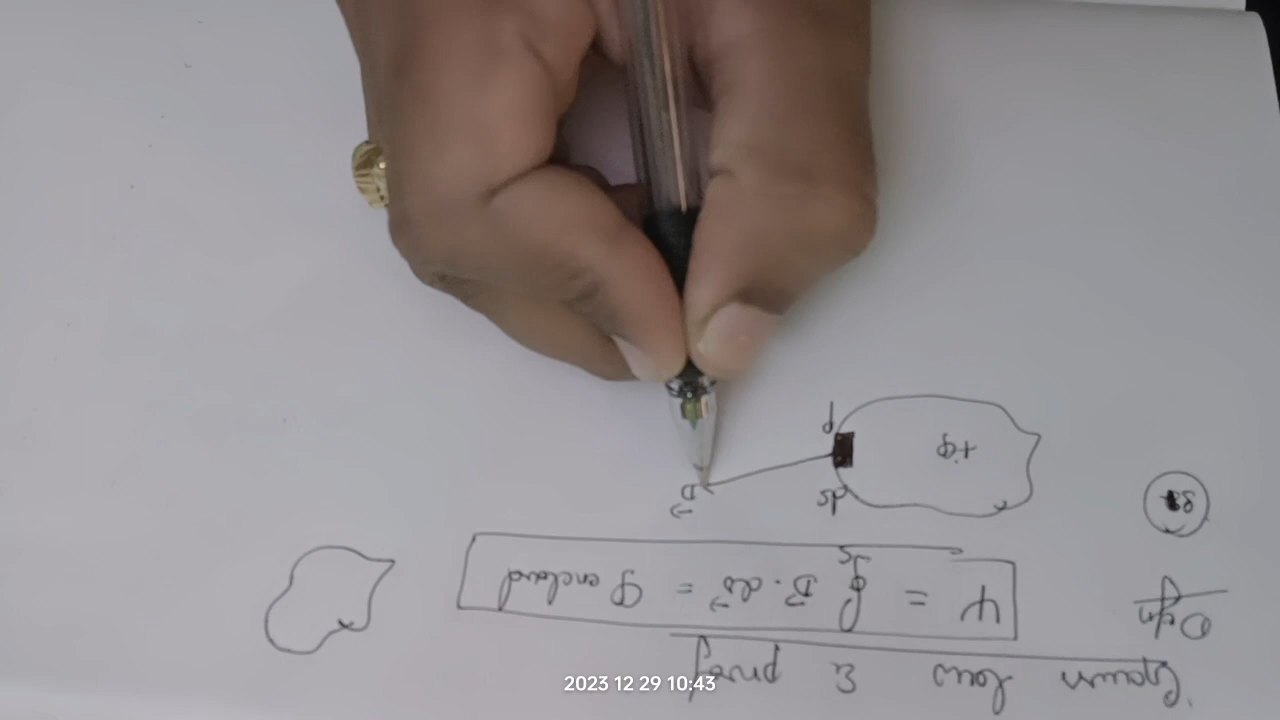 Gauss law & proof
Defn
ψ = ∮s D⃗ . ds⃗ = Q enclosed
ds
D⃗
+Q
P
2023 12 29 10:43